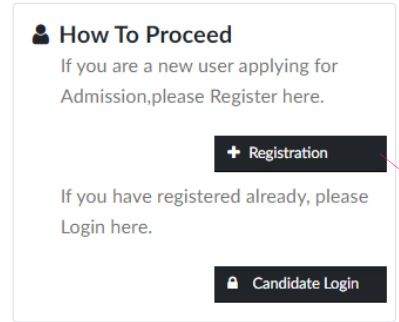 How To Proceed
If you are a new user applying for
Admission,please Register here.
Registration
If you have registered already, please
Login here.
Candidate Login